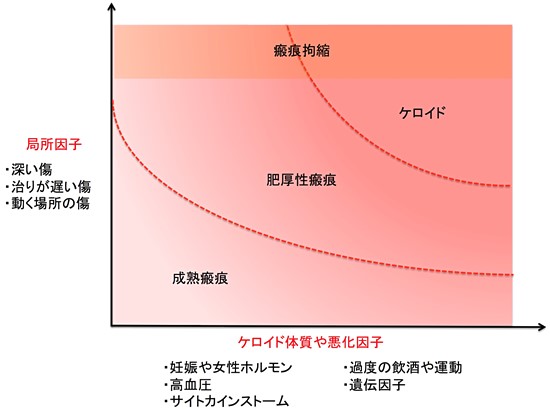 瘢痕拘縮
ケロイド
局所因子
・深い傷
・治りが遅い傷
・動く場所の傷
肥厚性瘢痕
成熟瘢痕
ケロイド体質や悪化因子
・妊娠や女性ホルモン
・高血圧
・サイトカインストーム
・過度の飲酒や運動
・遺伝因子